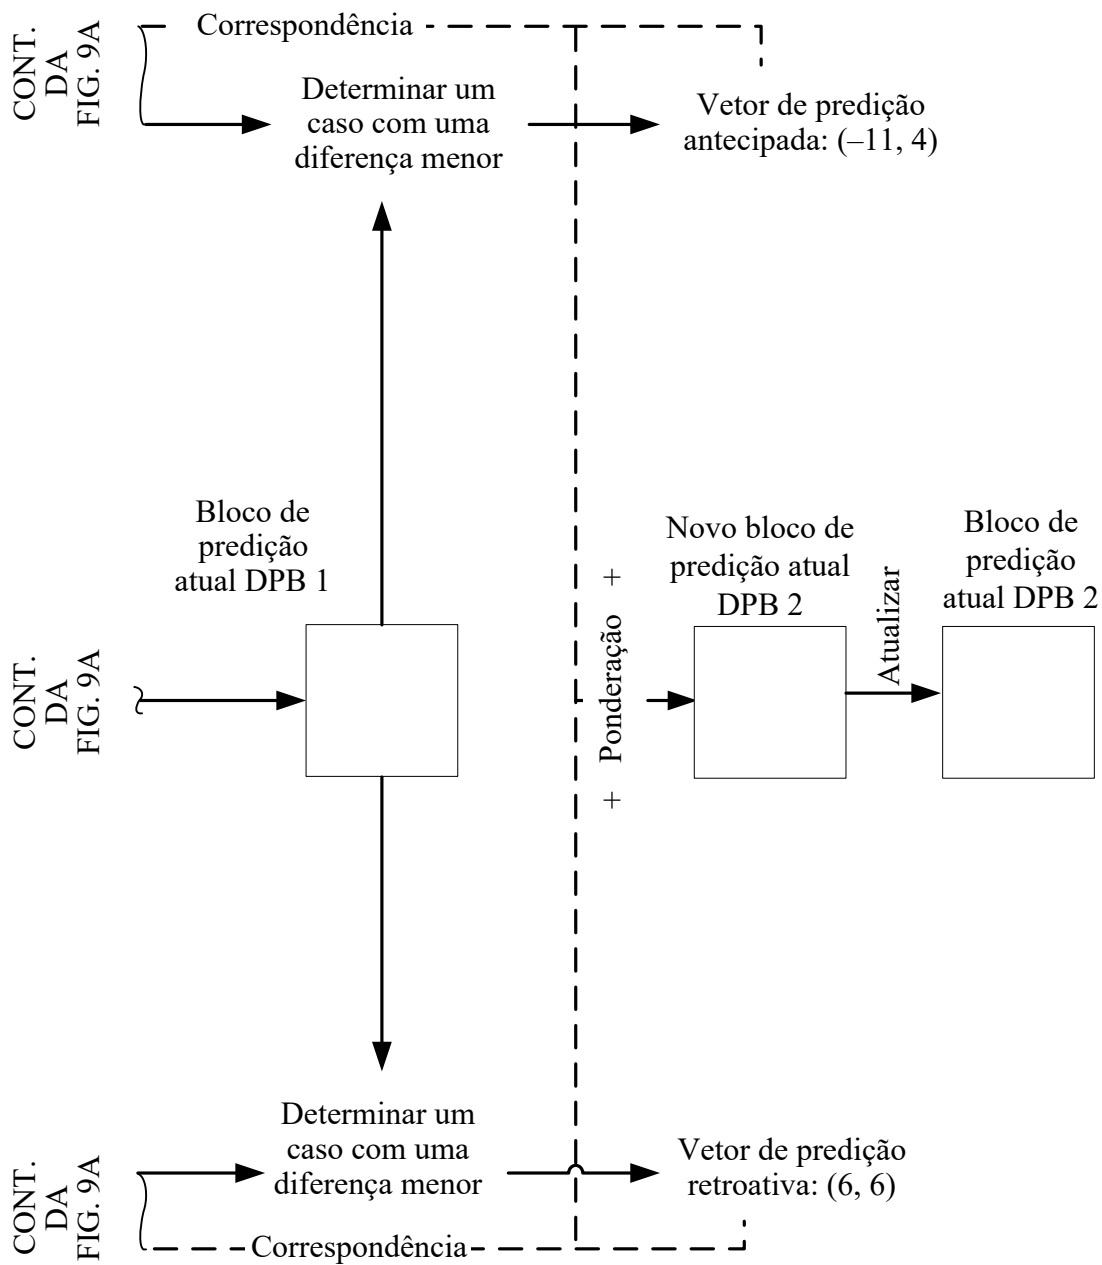 CONT.
DA
FIG. 9A
Correspondência
Determinar um
caso com uma
diferença menor
Vetor de predição
antecipada: (–11, 4)
Bloco de
predição
atual DPB 1
CONT.
DA
FIG. 9A
+ Ponderação +
Novo bloco de
predição atual
DPB 2
Atualizar
Bloco de
predição
atual DPB 2
CONT.
DA
FIG. 9A
Determinar um
caso com uma
diferença menor
Vetor de predição
retroativa: (6, 6)
Correspondência